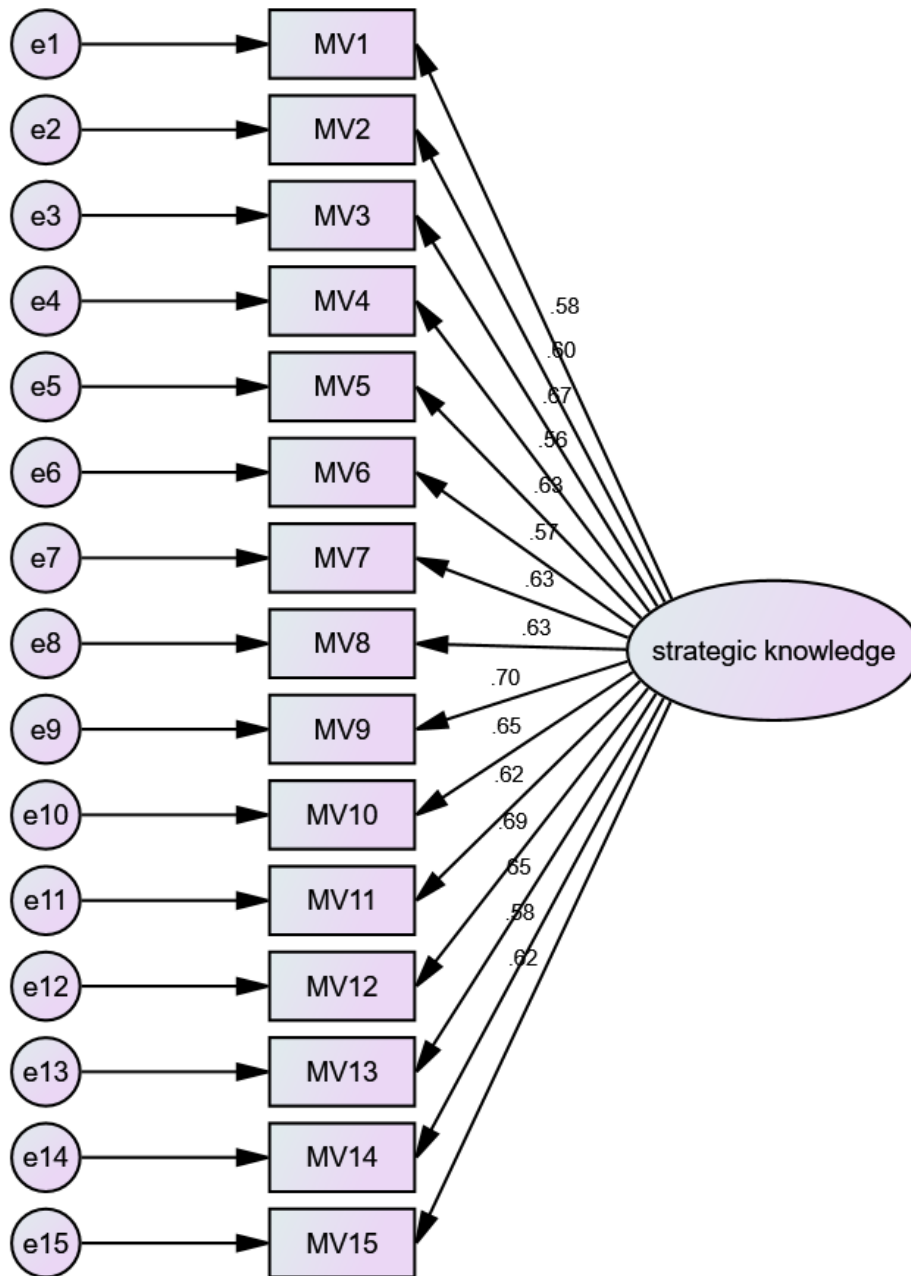 e1 MV1
e2 MV2
e3 MV3
e4 MV4
.58
.60
e5 MV5
.67
.56
e6 MV6
.63
.57
e7 MV7
.63
e8 MV8
.63
strategic knowledge
.70
e9 MV9
.65
.62
e10 MV10
.69
.65
e11 MV11
.58
.62
e12 MV12
e13 MV13
e14 MV14
e15 MV15